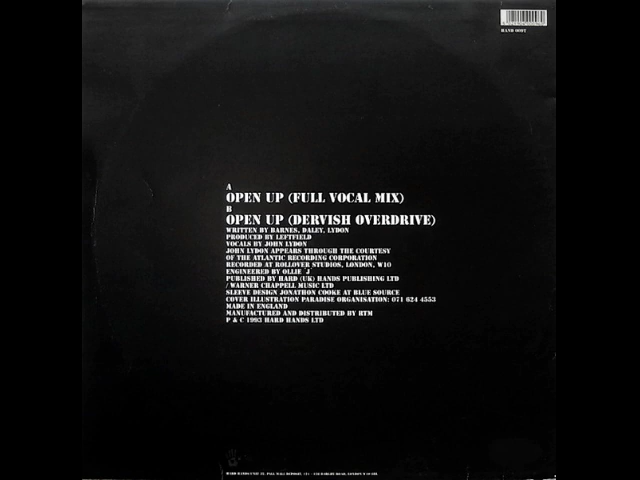 HAND 009T
A
OPEN UP (FULL VOCAL MIX)
B
OPEN UP (DERVISH OVERDRIVE)
WRITTEN BY BARNES, DALEY, LYDON
PRODUCED BY LEFTFIELD
VOCALS BY JOHN LYDON
JOHN LYDON APPEARS THROUGH THE COURTESY
OF THE ATLANTIC RECORDING CORPORATION
RECORDED AT ROLLOVER STUDIOS, LONDON, W10
ENGINEERED BY OLLIE 'J'
PUBLISHED BY HARD (UK) HANDS PUBLISHING LTD
/ WARNER CHAPPELL MUSIC LTD
SLEEVE DESIGN JONATHON COOKE AT BLUE SOURCE
COVER ILLUSTRATION PARADISE ORGANISATION: 071 624 4553
MADE IN ENGLAND
MANUFACTURED AND DISTRIBUTED BY RTM
P & C 1993 HARD HANDS LTD